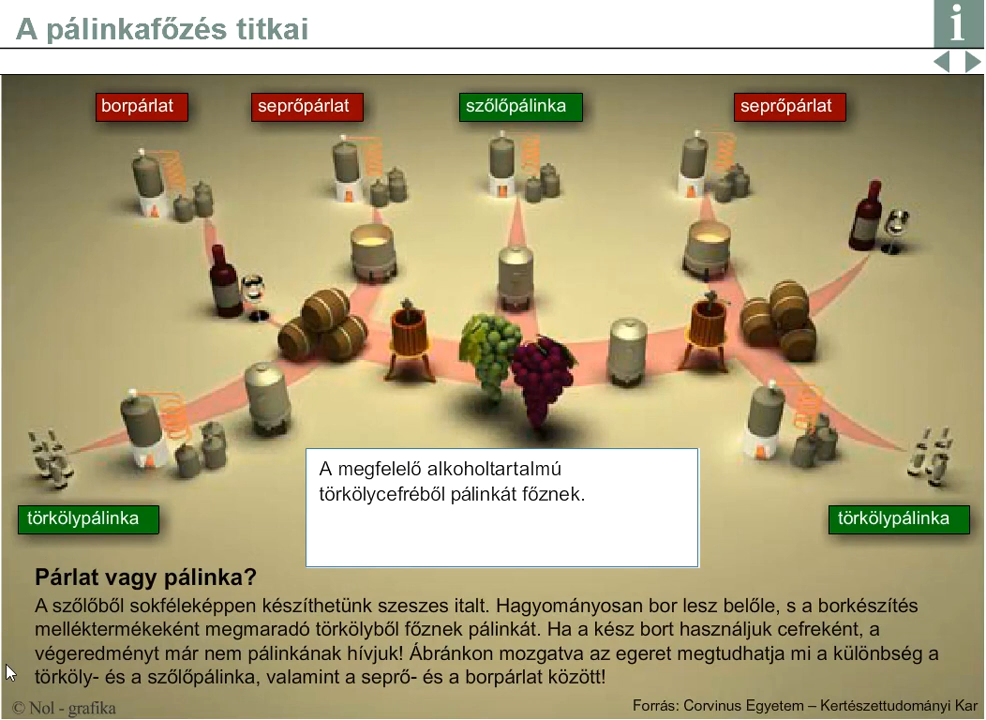 A pálinkafőzés titkai
i
borpárlat
seprőpárlat
szőlőpálinka
seprőpárlat
A megfelelő alkoholtartalmú
törkölycefréből pálinkát főznek.
törkölypálinka
törkölypálinka
Párlat vagy pálinka?
A szőlőből sokféleképpen készíthetünk szeszes italt. Hagyományosan bor lesz belőle, s a borkészítés
melléktermékeként megmaradó törkölyből főznek pálinkát. Ha a kész bort használjuk cefreként, a
végeredményt már nem pálinkának hívjuk! Ábránkon mozgatva az egeret megtudhatja mi a különbség a
törköly- és a szőlőpálinka, valamint a seprő- és a borpárlat között!
© Nol - grafika
Forrás: Corvinus Egyetem – Kertészettudományi Kar